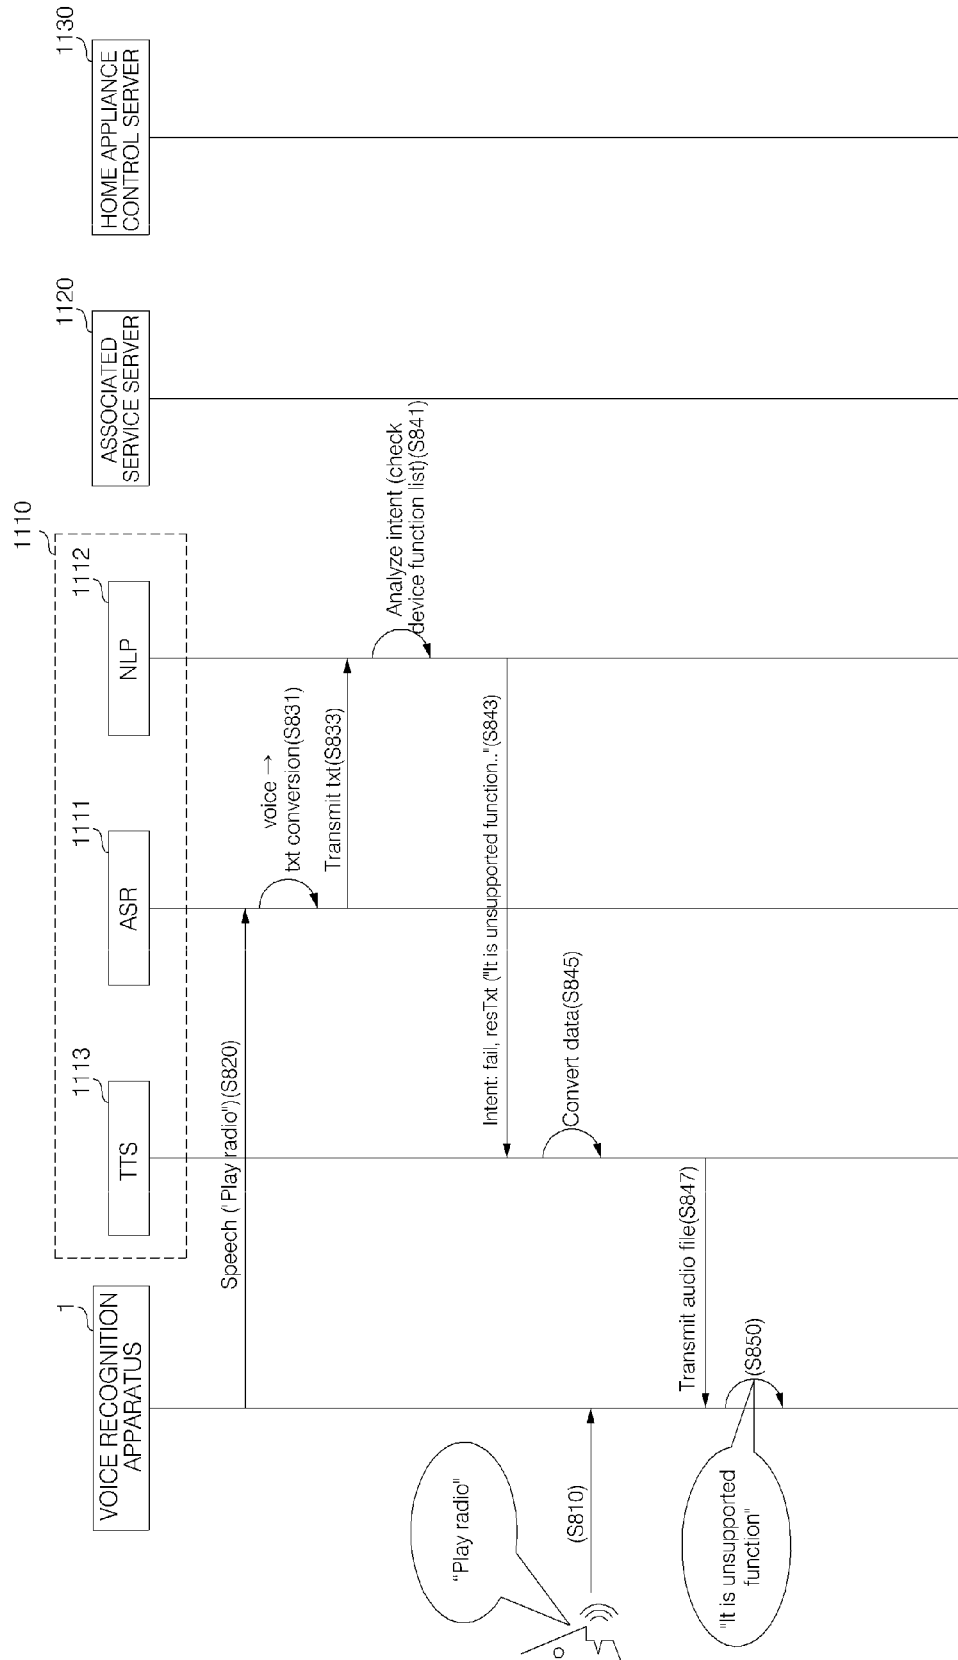 1
VOICE RECOGNITION
APPARATUS
1110
1113
TTS
1111
ASR
1112
NLP
1120
ASSOCIATED
SERVICE SERVER
1130
HOME APPLIANCE
CONTROL SERVER
"Play radio"
(S810)
Speech ("Play radio")(S820)
voice →
txt conversion(S831)
Transmit txt(S833)
Analyze intent (check
device function list)(S841)
Intent: fail, resTxt ("It is unsupported function.."(S843)
Convert data(S845)
Transmit audio file(S847)
(S850)
"It is unsupported
function"